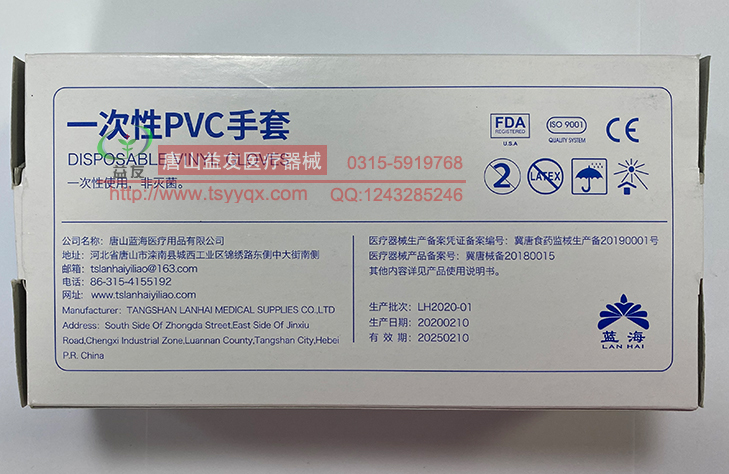 一次性PVC手套
DISPOSABLE VINYL GLOVES
一次性使用，非灭菌。
FDA
REGISTERED
U.S.A
ISO 9001
QUALITY SYSTEM
CE
2
LATEX
益友
唐山益友医疗器械 0315-5919768
http://www.tsyyqx.com/ QQ:1243285246
公司名称：唐山蓝海医疗用品有限公司
地址：河北省唐山市滦南县城西工业区锦绣路东侧中大街南侧
邮箱：tslanhaiyiliao@163.com
电话：86-315-4155192
网址：www.tslanhaiyiliao.com
Manufacturer：TANGSHAN LANHAI MEDICAL SUPPLIES CO.,LTD
Address：South Side Of Zhongda Street,East Side Of Jinxiu
Road,Chengxi Industrial Zone,Luannan County,Tangshan City,Hebei
P.R. China
医疗器械生产备案凭证备案编号：冀唐食药监械生产备20190001号
医疗器械产品备案号：冀唐械备20180015
其他内容详见产品使用说明书。
生产批次：LH2020-01
生产日期：20200210
有 效 期：20250210
蓝海
LAN HAI